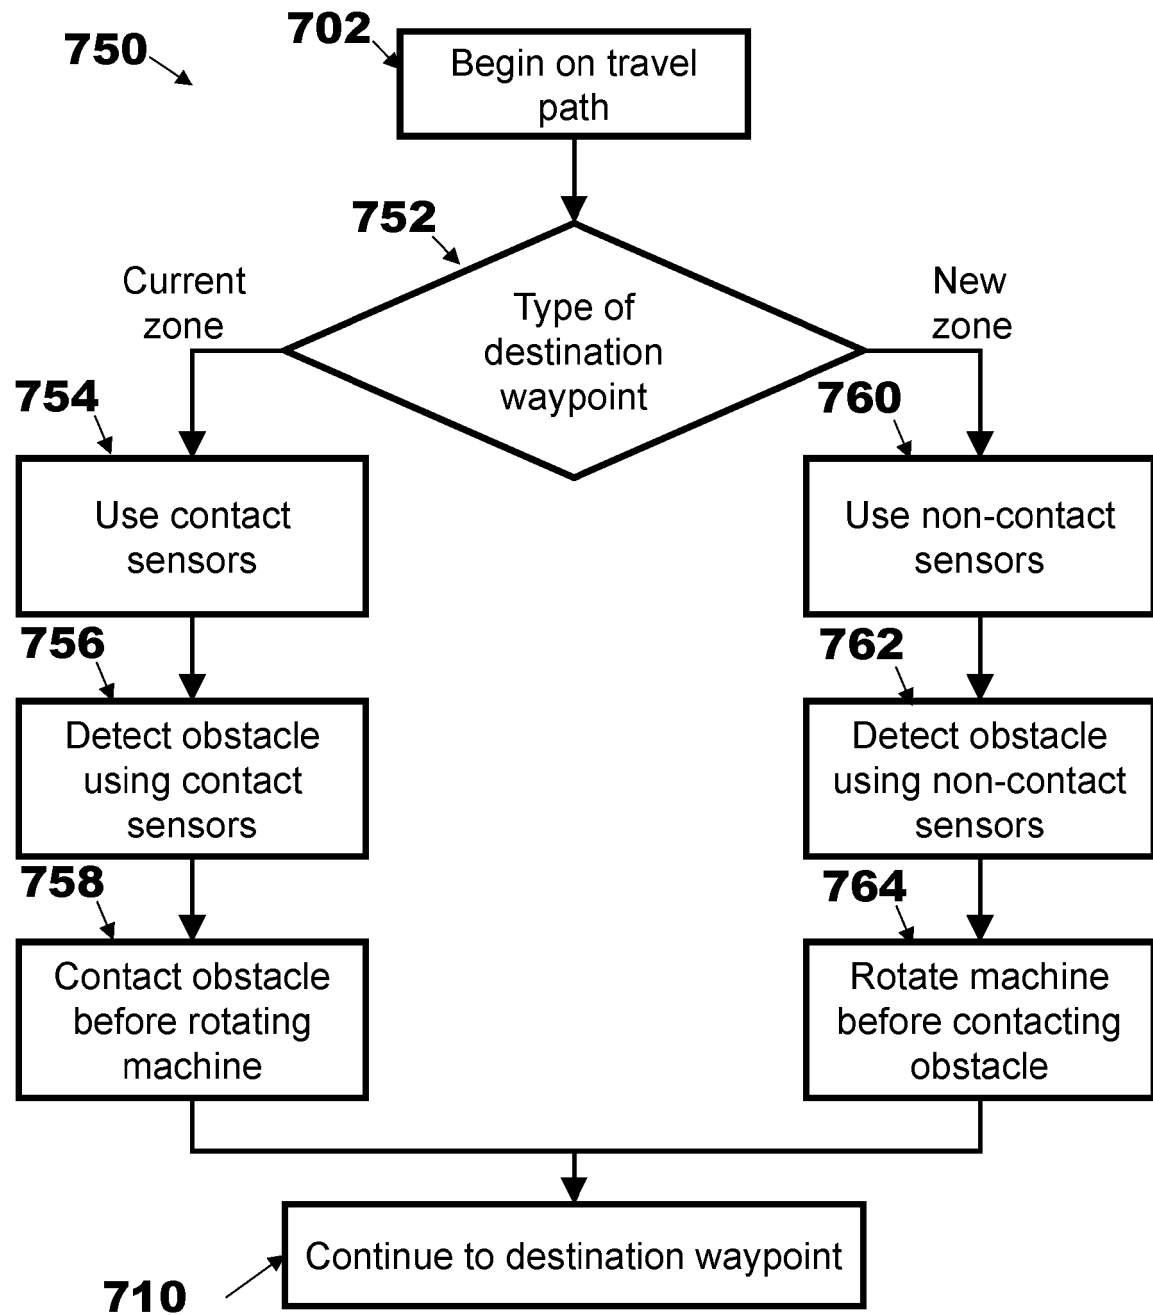 750
702
Begin on travel
path
752
Current
zone
Type of
destination
waypoint
New
zone
754
Use contact
sensors
760
Use non-contact
sensors
756
Detect obstacle
using contact
sensors
762
Detect obstacle
using non-contact
sensors
758
Contact obstacle
before rotating
machine
764
Rotate machine
before contacting
obstacle
Continue to destination waypoint
710